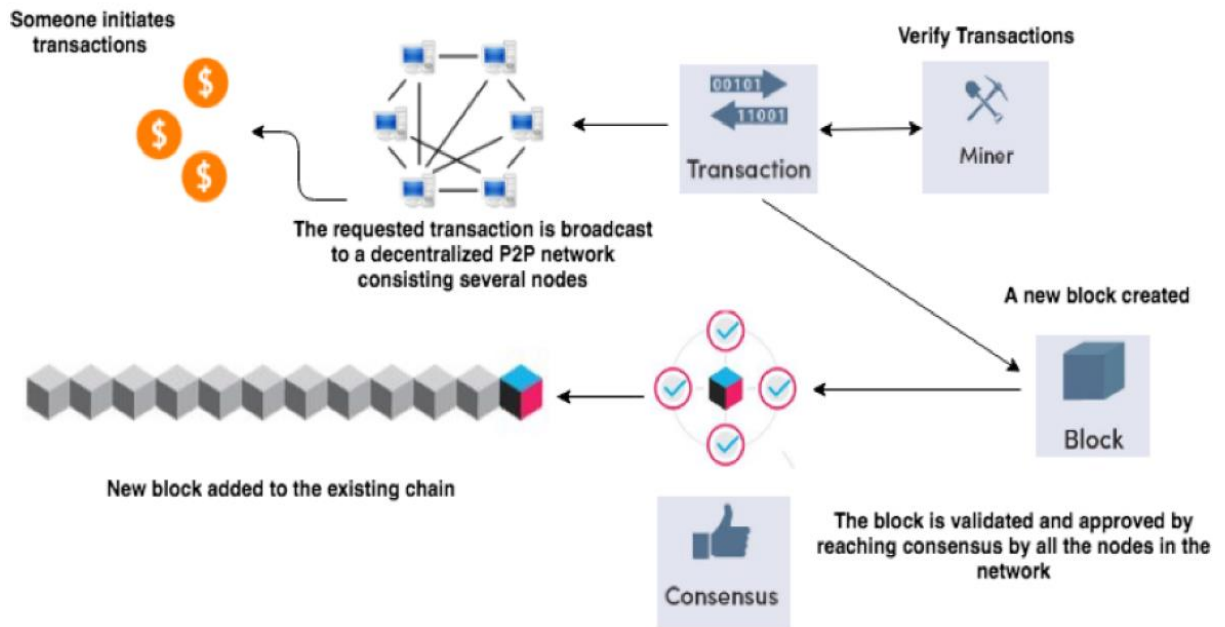 Someone initiates
transactions
$
$
$
The requested transaction is broadcast
to a decentralized P2P network
consisting several nodes
00101
11001
Transaction
Verify Transactions
Miner
A new block created
Block
The block is validated and approved by
reaching consensus by all the nodes in the
network
Consensus
New block added to the existing chain